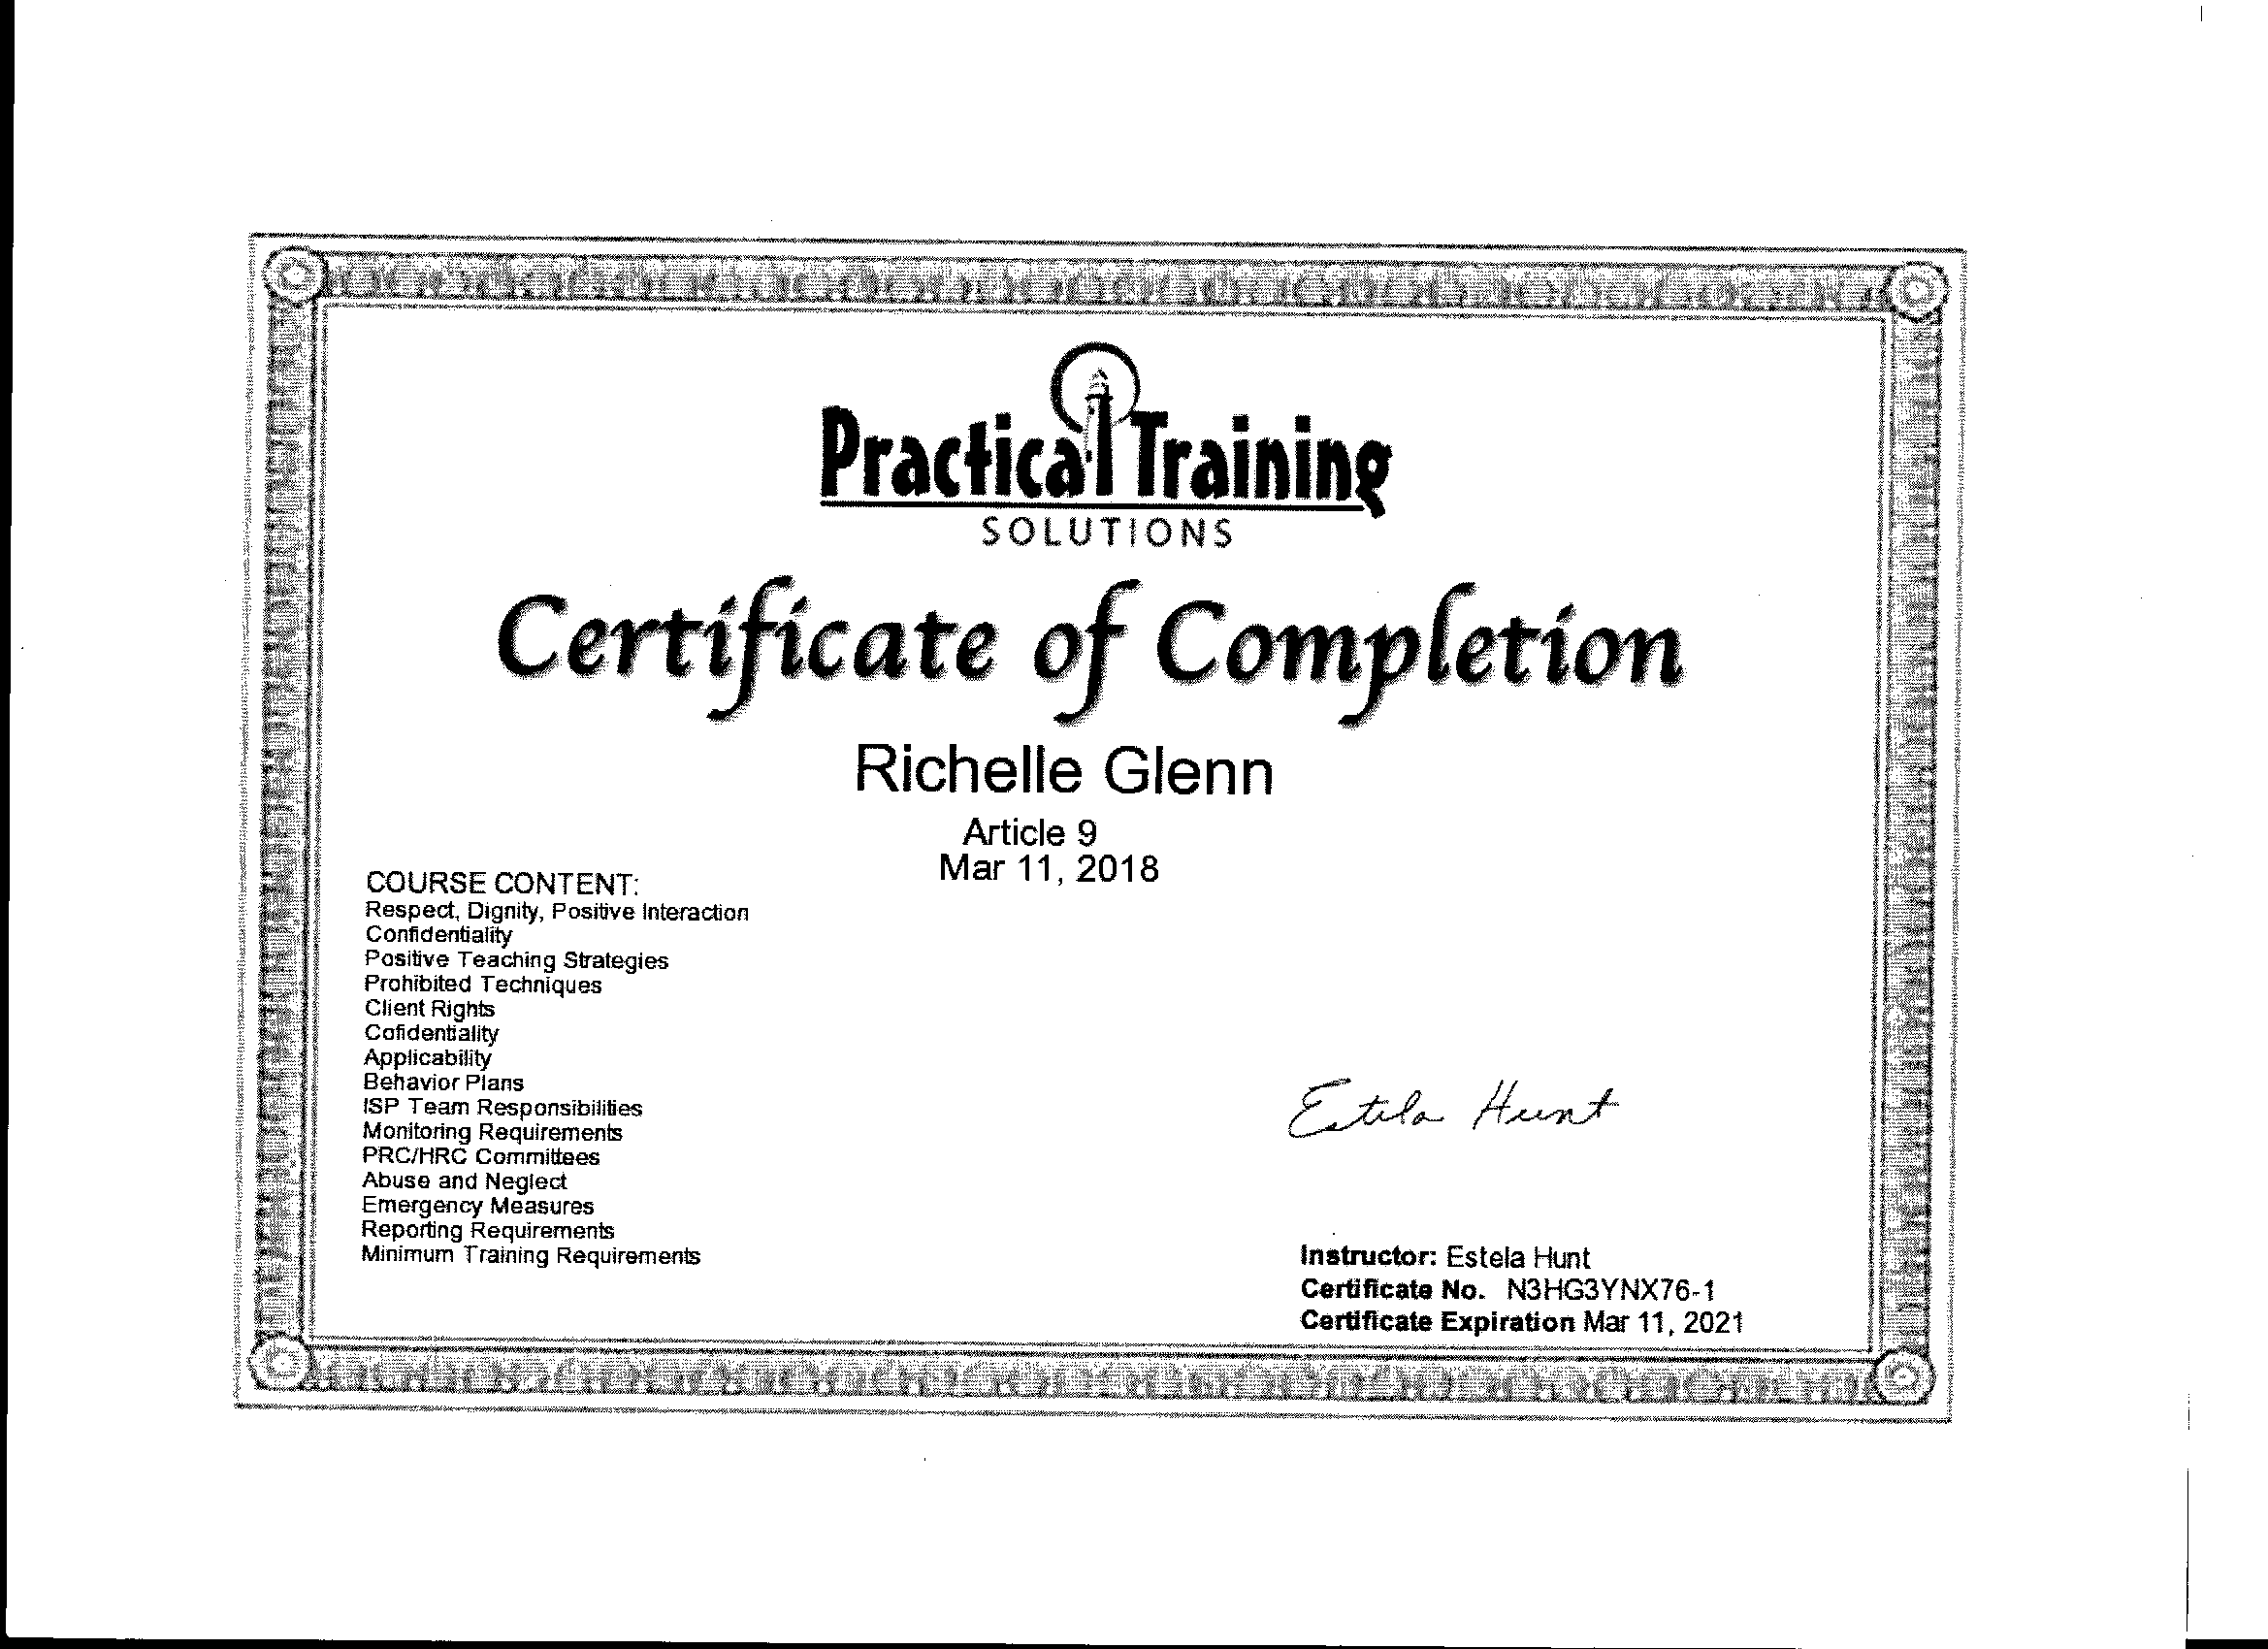 Practical Training
SOLUTIONS
Certificate of Completion
Richelle Glenn
Article 9
Mar 11, 2018
COURSE CONTENT:
Respect, Dignity, Positive Interaction
Confidentiality
Positive Teaching Strategies
Prohibited Techniques
Client Rights
Cofidentiality
Applicability
Behavior Plans
ISP Team Responsibilities
Monitoring Requirements
PRC/HRC Committees
Abuse and Neglect
Emergency Measures
Reporting Requirements
Minimum Training Requirements
Estela Hunt
Instructor: Estela Hunt
Certificate No. N3HG3YNX76-1
Certificate Expiration Mar 11, 2021